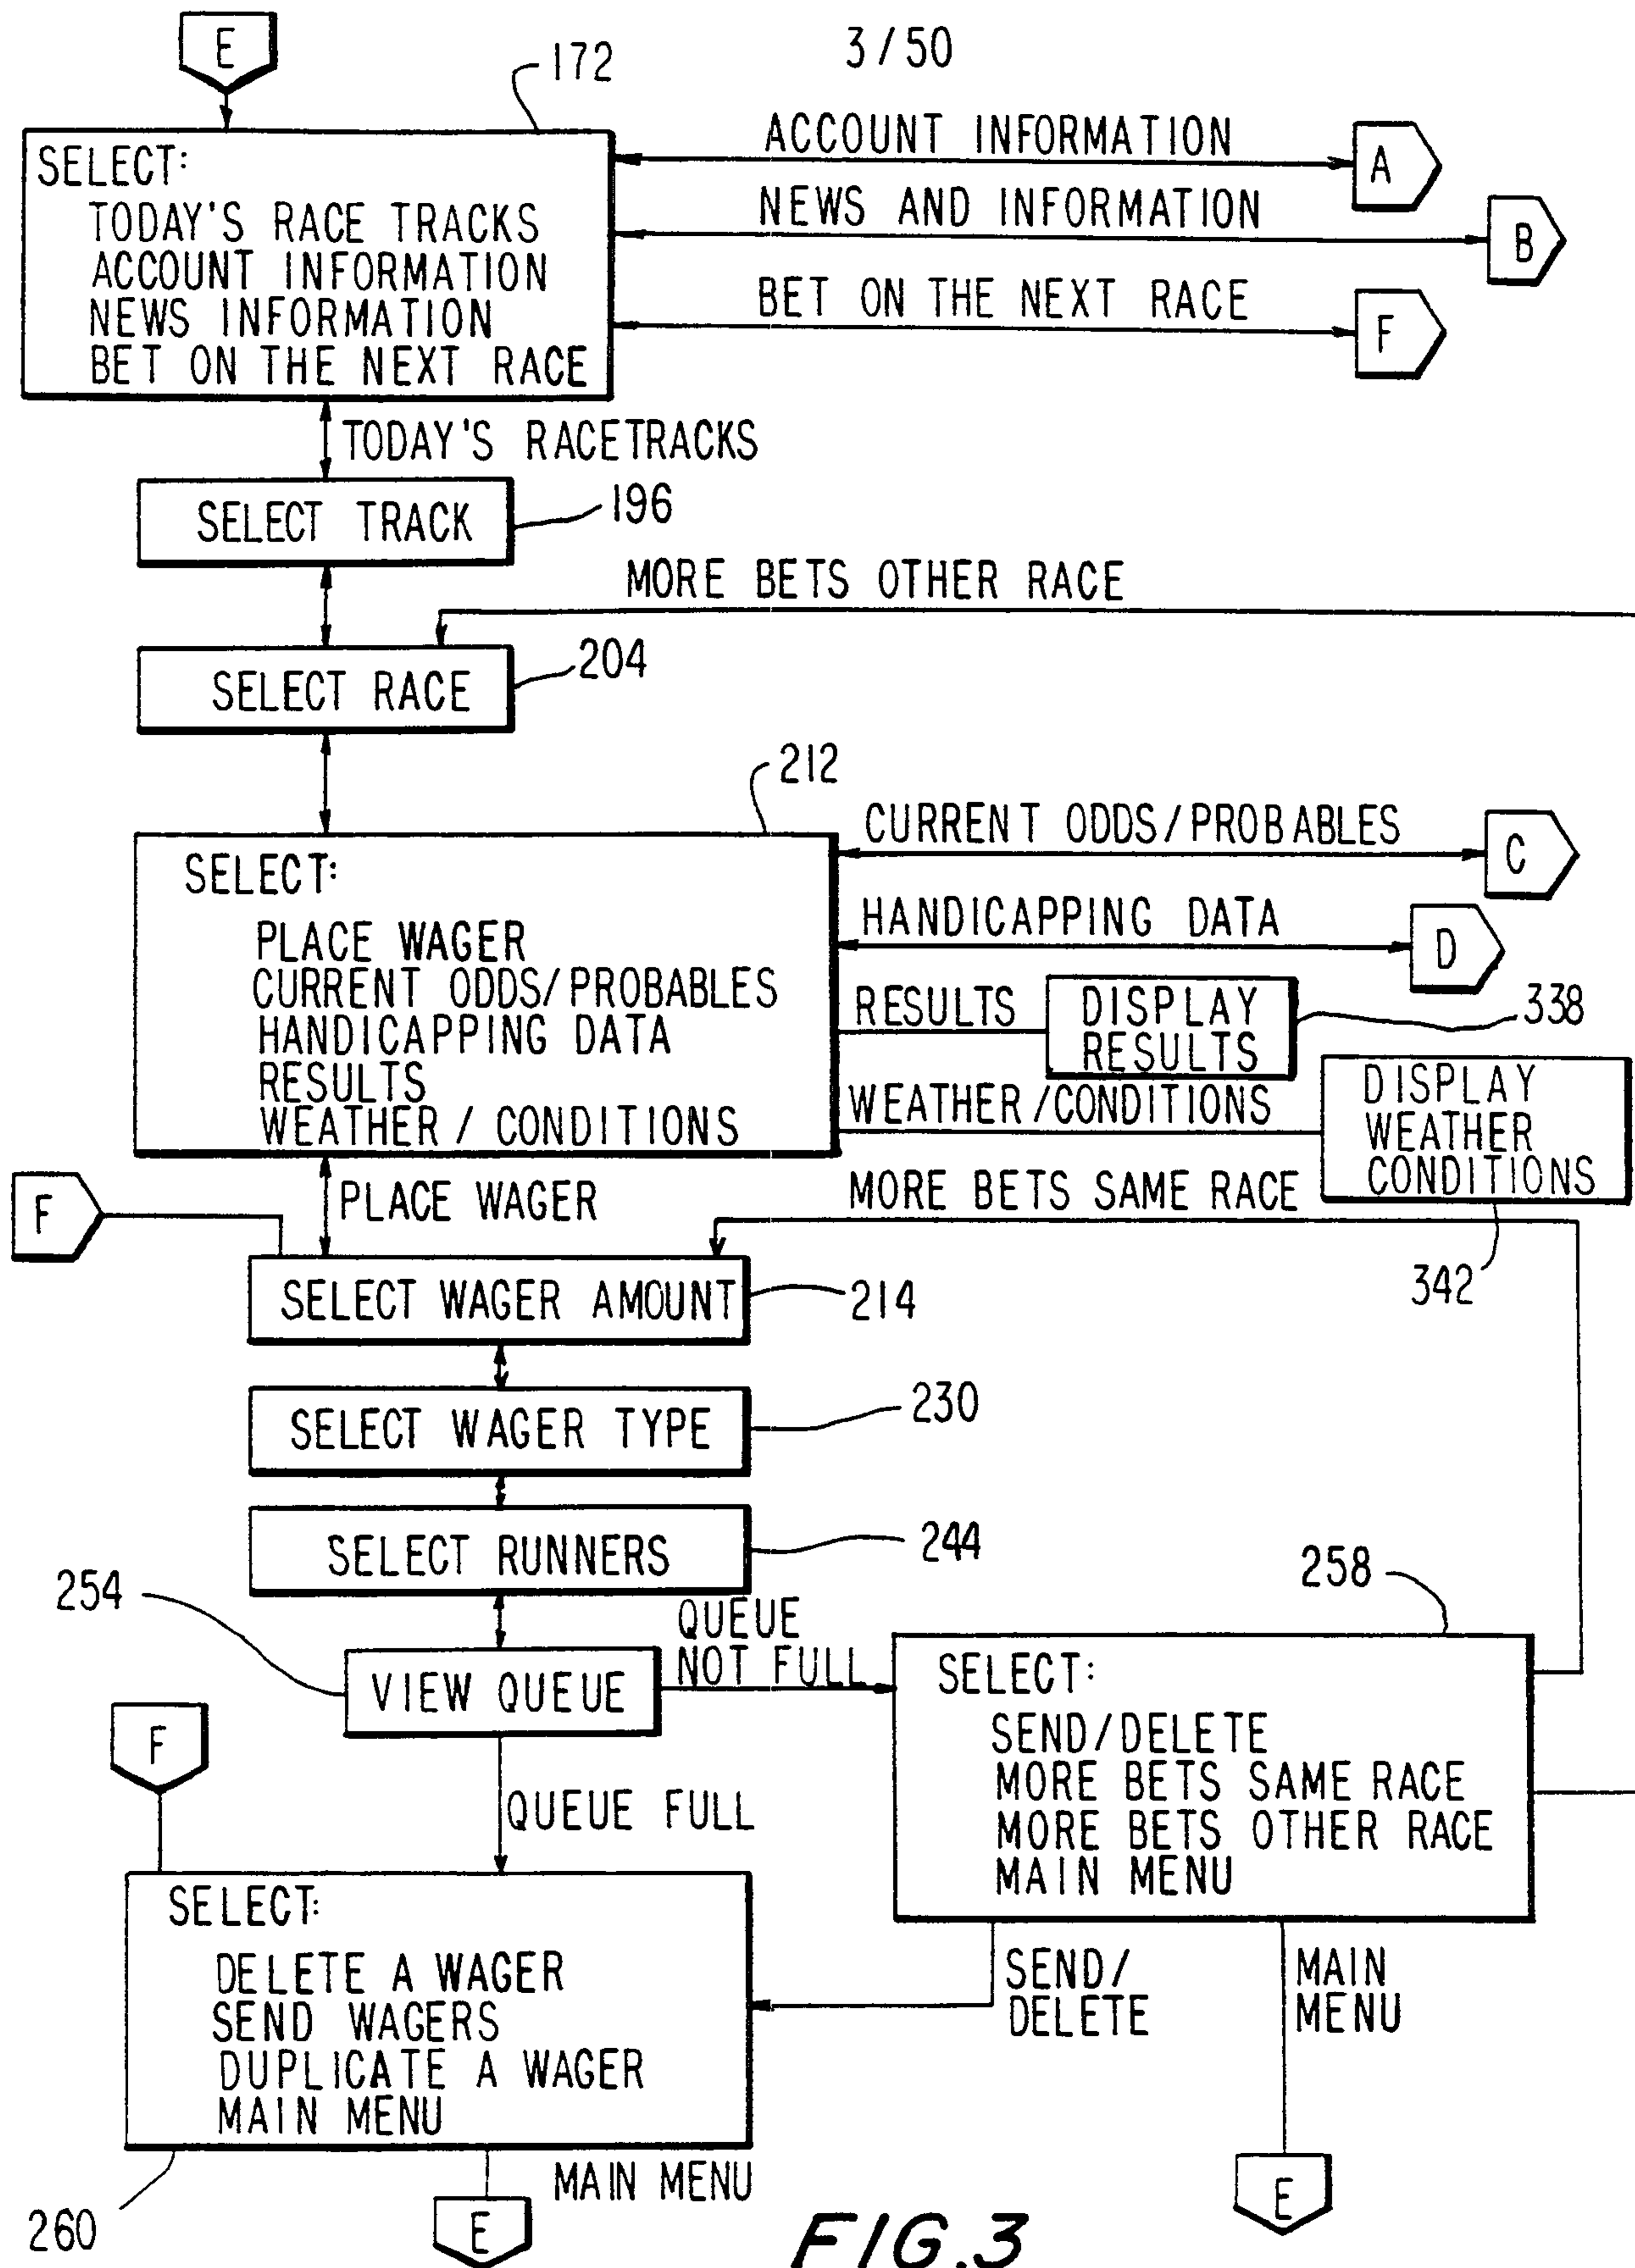 3/50
E
172
SELECT:
TODAY'S RACE TRACKS
ACCOUNT INFORMATION
NEWS INFORMATION
BET ON THE NEXT RACE
ACCOUNT INFORMATION
A
NEWS AND INFORMATION
B
BET ON THE NEXT RACE
F
TODAY'S RACETRACKS
SELECT TRACK
196
MORE BETS OTHER RACE
SELECT RACE
204
212
SELECT:
PLACE WAGER
CURRENT ODDS/PROBABLES
HANDICAPPING DATA
RESULTS
WEATHER / CONDITIONS
CURRENT ODDS/PROBABLES
C
HANDICAPPING DATA
D
RESULTS
DISPLAY
RESULTS
338
WEATHER/CONDITIONS
DISPLAY
WEATHER
CONDITIONS
342
F
PLACE WAGER
MORE BETS SAME RACE
SELECT WAGER AMOUNT
214
SELECT WAGER TYPE
230
SELECT RUNNERS
244
254
VIEW QUEUE
QUEUE
NOT FULL
258
SELECT:
SEND/DELETE
MORE BETS SAME RACE
MORE BETS OTHER RACE
MAIN MENU
F
QUEUE FULL
SELECT:
DELETE A WAGER
SEND WAGERS
DUPLICATE A WAGER
MAIN MENU
SEND/
DELETE
MAIN
MENU
260
MAIN MENU
E
E
FIG.3